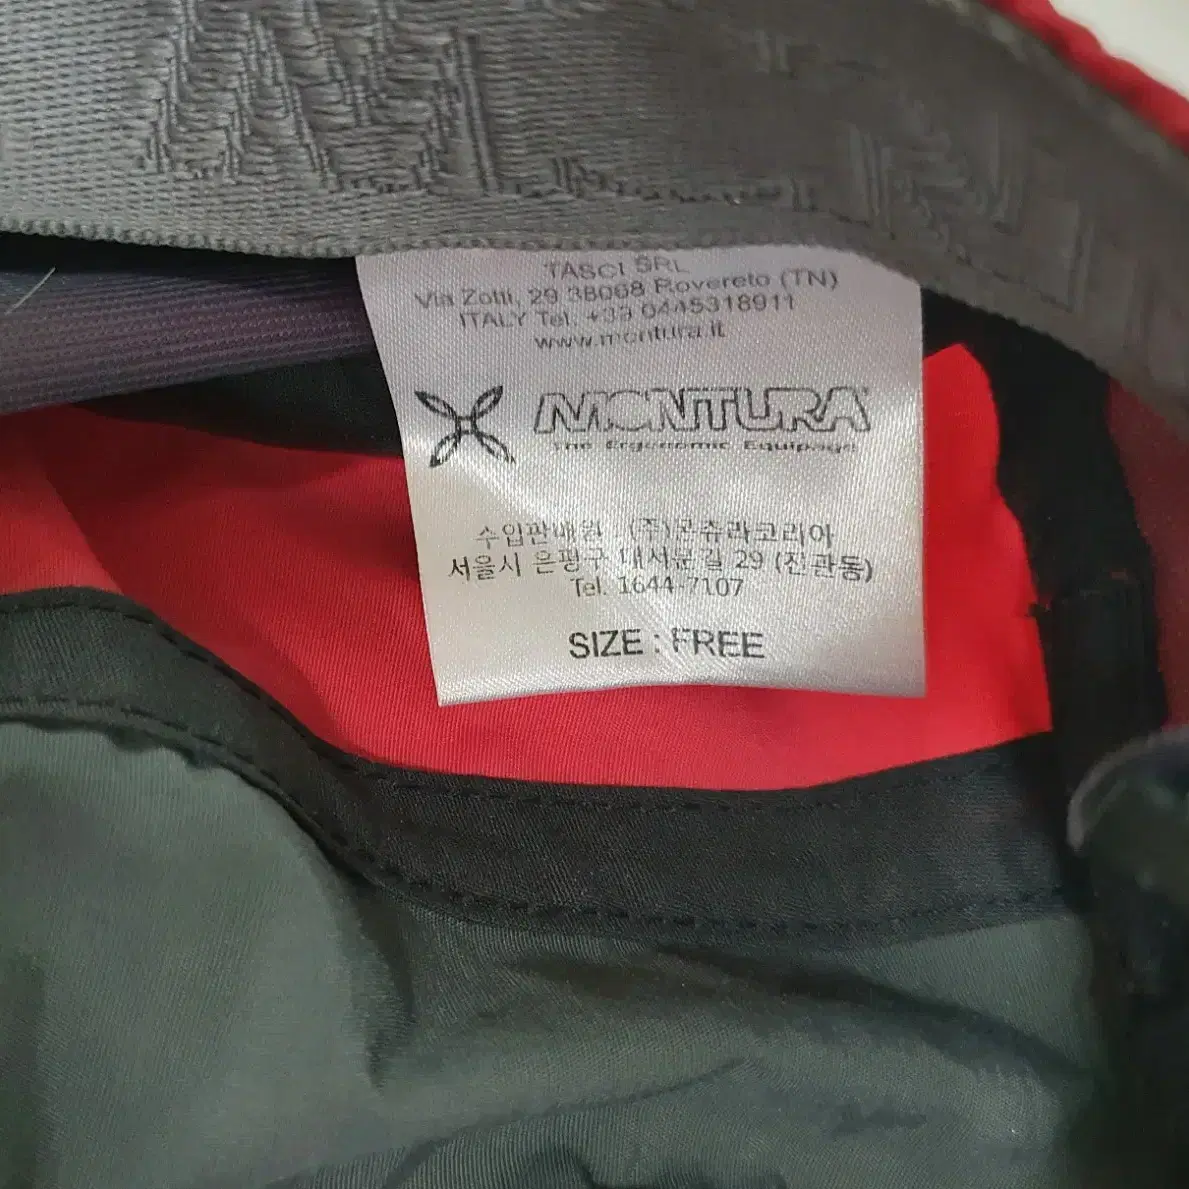 TASCI SRL
Via Zotti, 29 38068 Rovereto (TN)
ITALY Tel. +39 0445318911
www.montura.it
MONTURA
The Ergonomic Equipage
수입판매원 (주)몬츄라코리아
서울시 은평구 대서문길 29 (진관동)
Tel. 1644-7107
SIZE : FREE